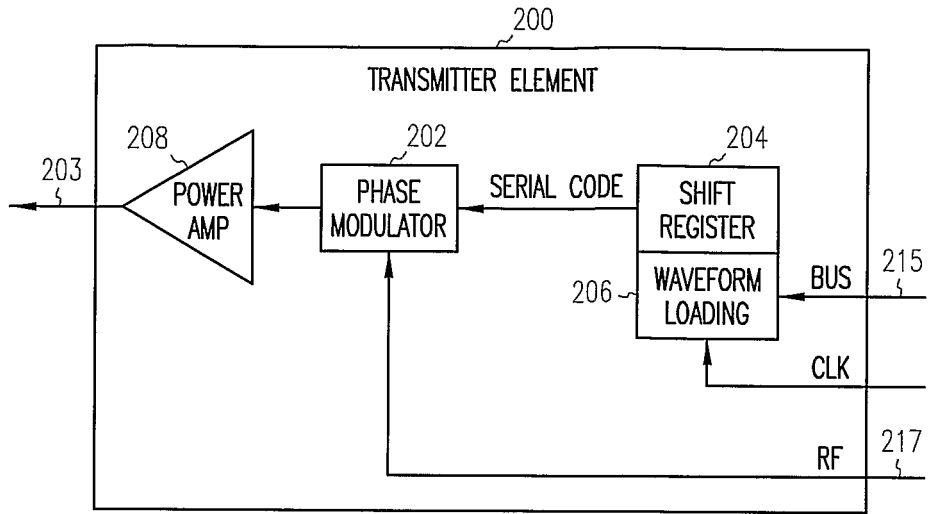 200
TRANSMITTER ELEMENT
208
202
204
203
POWER
AMP
PHASE
MODULATOR
SERIAL CODE
SHIFT
REGISTER
206
WAVEFORM
LOADING
BUS
215
CLK
RF
217